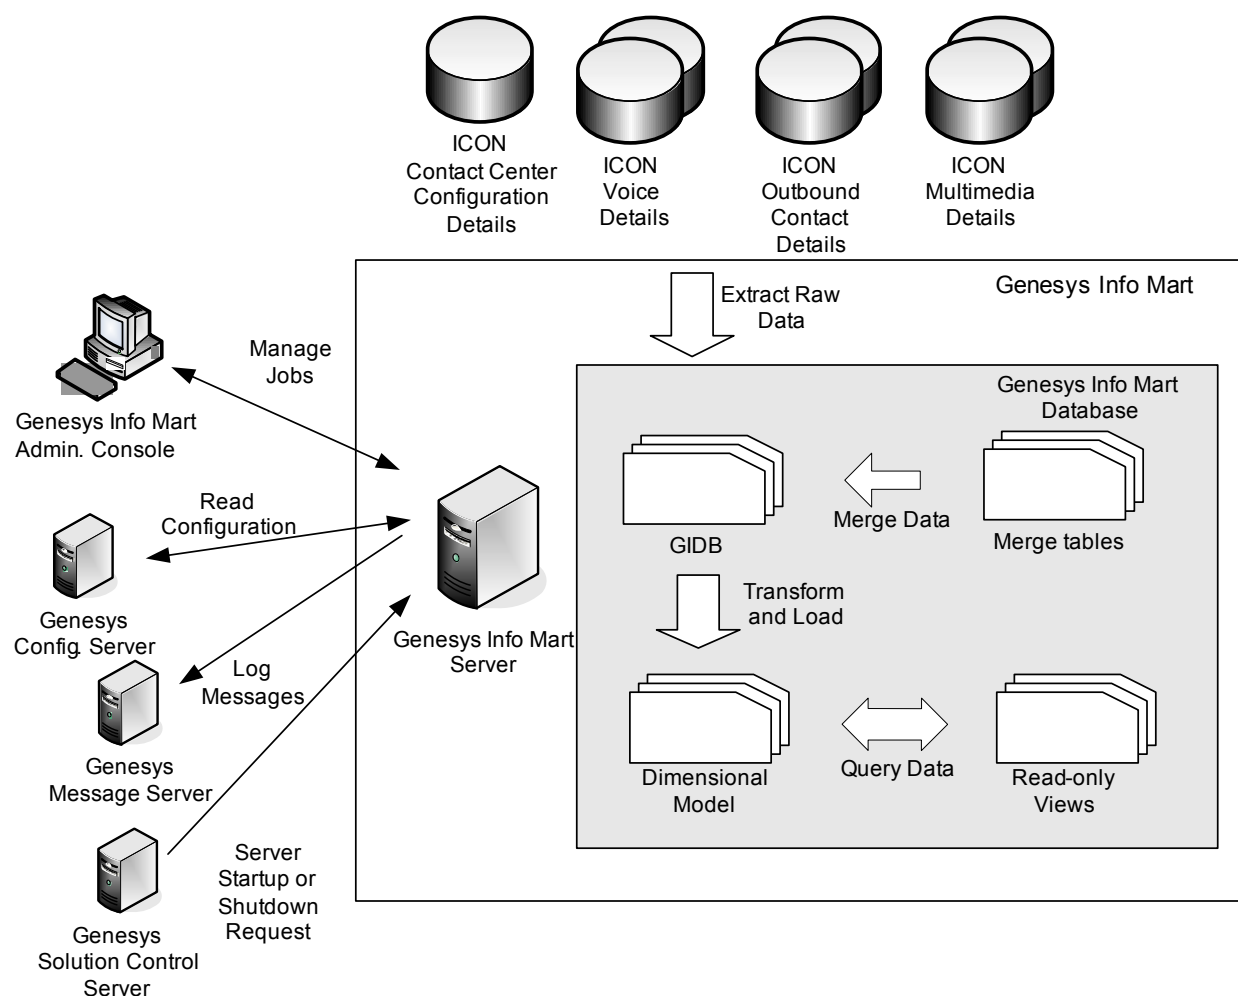 ICON
Contact Center
Configuration
Details
ICON
Voice
Details
ICON
Outbound
Contact
Details
ICON
Multimedia
Details
Genesys Info Mart
Extract Raw
Data
Manage
Jobs
Genesys Info Mart
Admin. Console
Genesys Info Mart
Database
Read
Configuration
Merge Data
GIDB
Merge tables
Genesys
Config. Server
Genesys Info Mart
Server
Transform
and Load
Log
Messages
Genesys
Message Server
Dimensional
Model
Query Data
Read-only
Views
Server
Startup or
Shutdown
Request
Genesys
Solution Control
Server